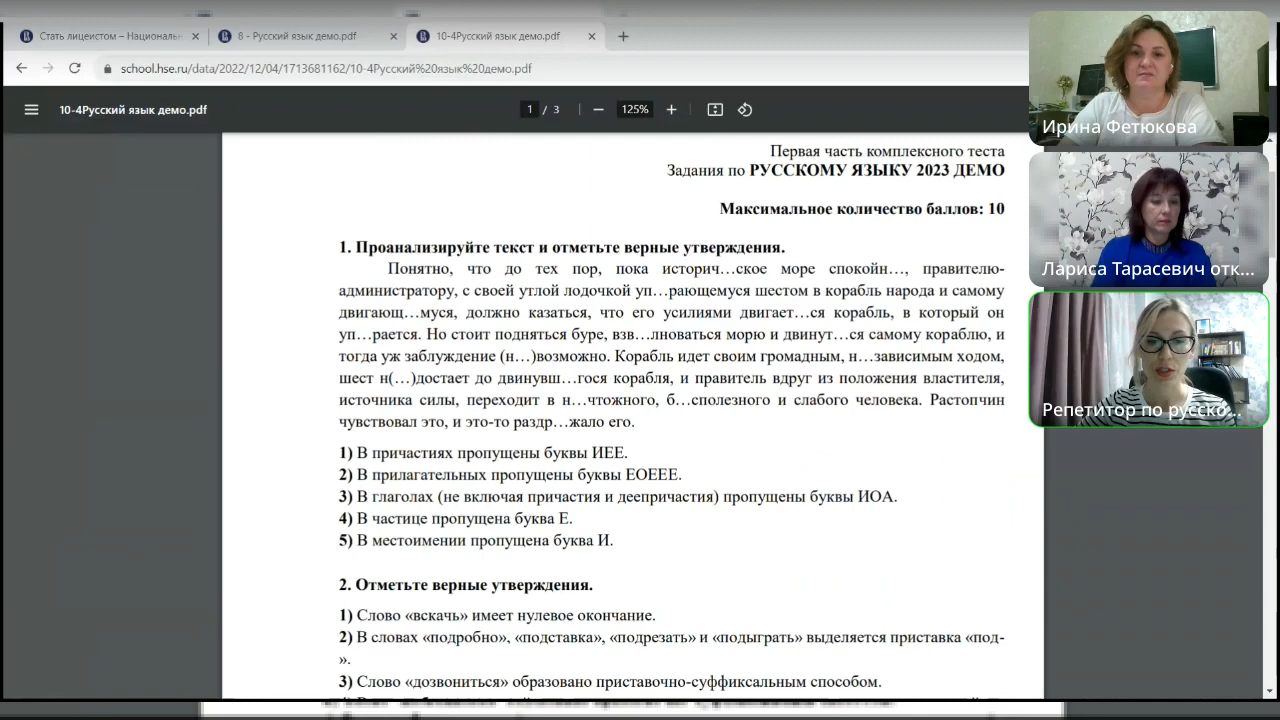 Стать лицеистом – Националь
8 - Русский язык демо.pdf
10-4Русский язык демо.pdf
school.hse.ru/data/2022/12/04/1713681162/10-4Русский%20язык%20демо.pdf
10-4Русский язык демо.pdf
1 / 3
125%
Первая часть комплексного теста
Задания по РУССКОМУ ЯЗЫКУ 2023 ДЕМО
Максимальное количество баллов: 10
1. Проанализируйте текст и отметьте верные утверждения.
Понятно, что до тех пор, пока историч…ское море спокойн…, правителю-
администратору, с своей утлой лодочкой уп…рающемуся шестом в корабль народа и самому
двигающ…муся, должно казаться, что его усилиями двигает…ся корабль, в который он
уп…рается. Но стоит подняться буре, взв…лноваться морю и двинут…ся самому кораблю, и
тогда уж заблуждение (н…)возможно. Корабль идет своим громадным, н…зависимым ходом,
шест н(…)достает до двинувш…гося корабля, и правитель вдруг из положения властителя,
источника силы, переходит в н…чтожного, б…сполезного и слабого человека. Растопчин
чувствовал это, и это-то раздр…жало его.
1) В причастиях пропущены буквы ИЕЕ.
2) В прилагательных пропущены буквы ЕОЕЕЕ.
3) В глаголах (не включая причастия и деепричастия) пропущены буквы ИОА.
4) В частице пропущена буква Е.
5) В местоимении пропущена буква И.
2. Отметьте верные утверждения.
1) Слово «вскачь» имеет нулевое окончание.
2) В словах «подробно», «подставка», «подрезать» и «подыграть» выделяется приставка «под-
».
3) Слово «дозвониться» образовано приставочно-суффиксальным способом.
Ирина Фетюкова
Лариса Тарасевич отк...
Репетитор по русско...